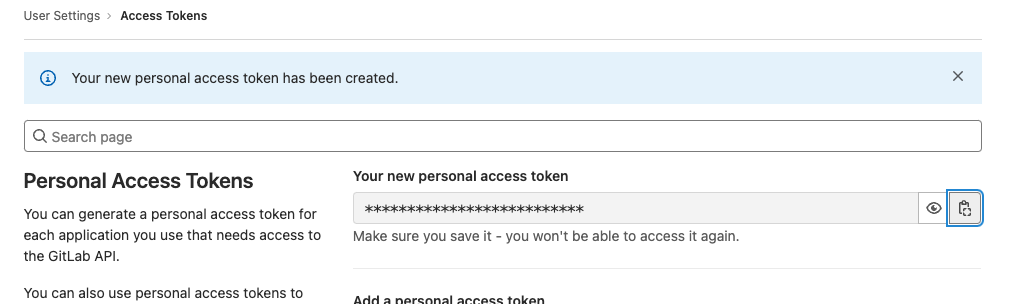 User Settings › Access Tokens
Your new personal access token has been created.
Search page
Personal Access Tokens
You can generate a personal access token for
each application you use that needs access to
the GitLab API.
You can also use personal access tokens to
Your new personal access token
**************************
Make sure you save it - you won't be able to access it again.
Add a personal access token